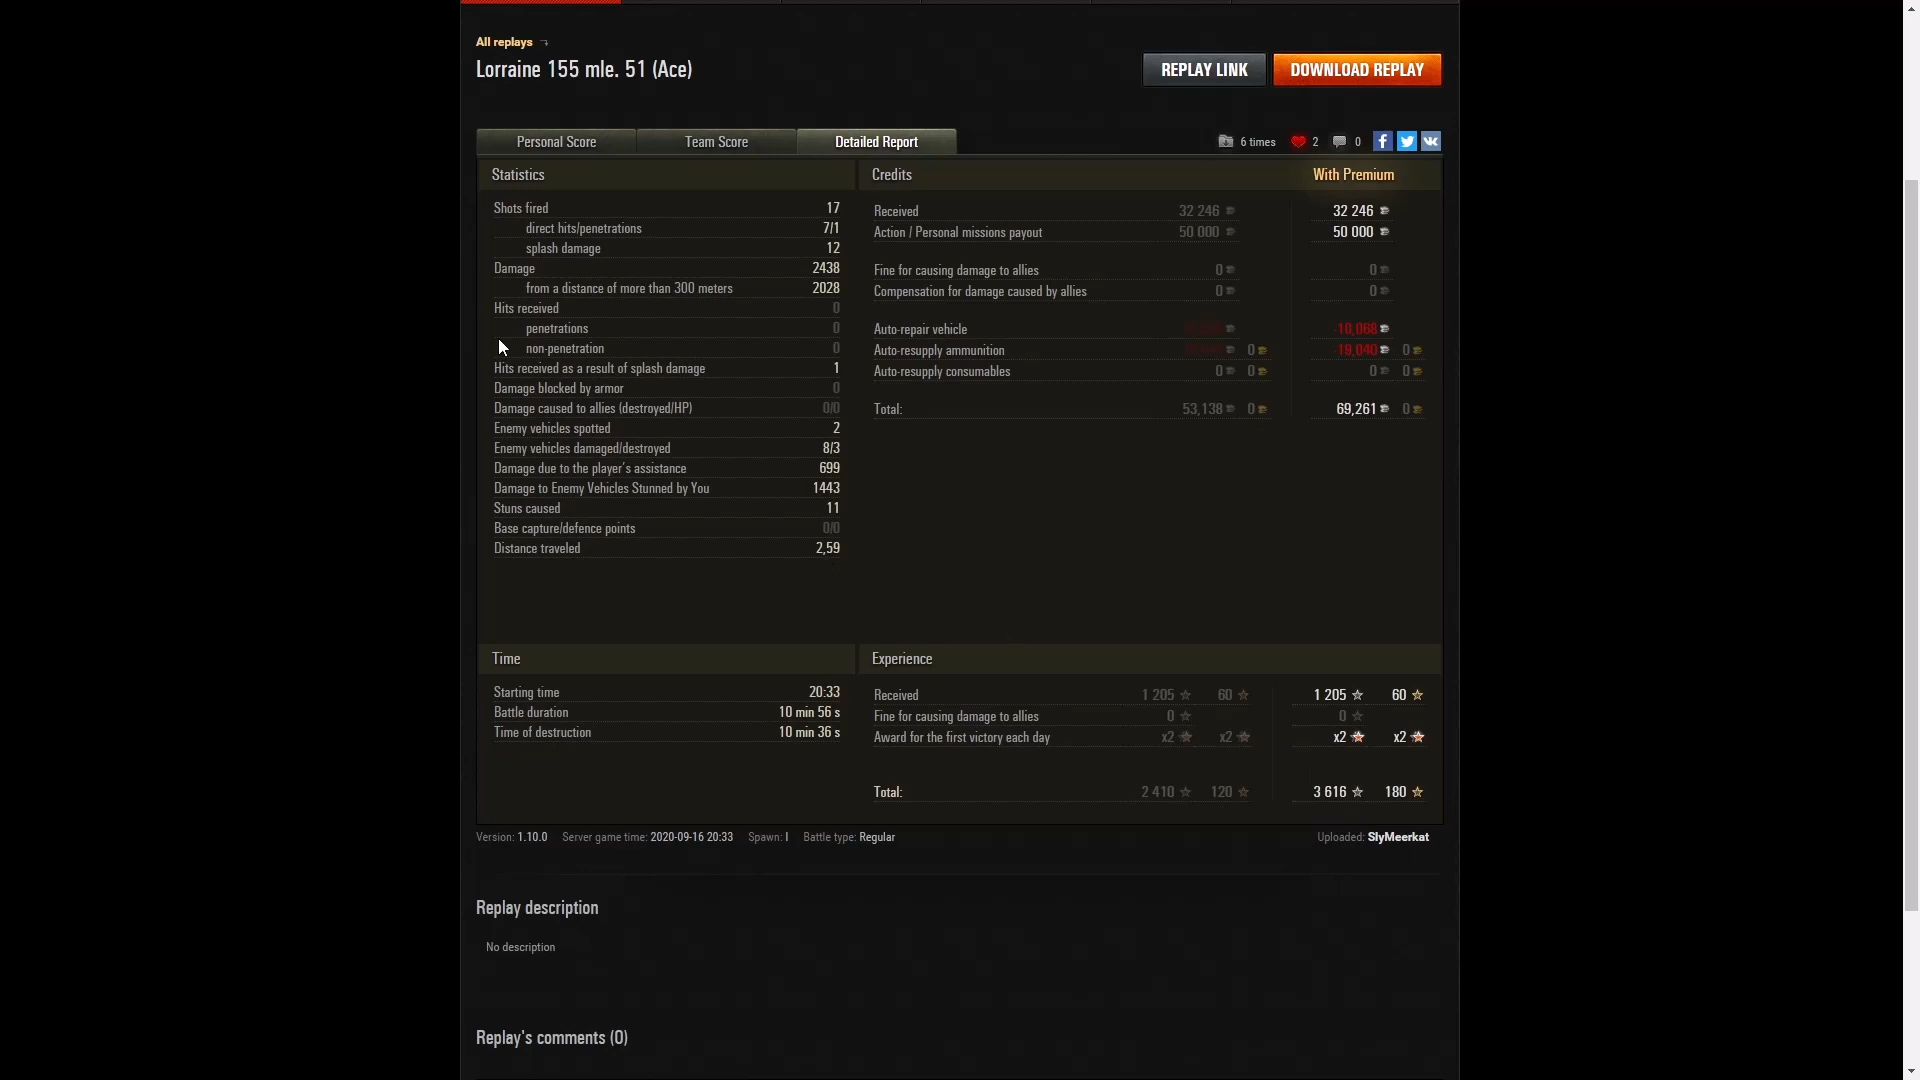 All replays
Lorraine 155 mle. 51 (Ace)
REPLAY LINK
DOWNLOAD REPLAY
Personal Score
Team Score
Detailed Report
6 times
2
0
Statistics
Shots fired 17
direct hits/penetrations 7/1
splash damage 12
Damage 2438
from a distance of more than 300 meters 2028
Hits received 0
penetrations 0
non-penetration 0
Hits received as a result of splash damage 1
Damage blocked by armor 0
Damage caused to allies (destroyed/HP) 0/0
Enemy vehicles spotted 2
Enemy vehicles damaged/destroyed 8/3
Damage due to the player's assistance 699
Damage to Enemy Vehicles Stunned by You 1443
Stuns caused 11
Base capture/defence points 0/0
Distance traveled 2,59
Credits With Premium
Received 32 246 32 246
Action / Personal missions payout 50 000 50 000
Fine for causing damage to allies 0 0
Compensation for damage caused by allies 0 0
Auto-repair vehicle -10,068
Auto-resupply ammunition 0 -19,040 0
Auto-resupply consumables 0 0 0 0
Total: 53,138 0 69,261 0
Time
Starting time 20:33
Battle duration 10 min 56 s
Time of destruction 10 min 36 s
Experience
Received 1 205 60 1 205 60
Fine for causing damage to allies 0 0
Award for the first victory each day x2 x2 x2 x2
Total: 2 410 120 3 616 180
Version: 1.10.0 Server game time: 2020-09-16 20:33 Spawn: I Battle type: Regular Uploaded: SlyMeerkat
Replay description
No description
Replay's comments (0)